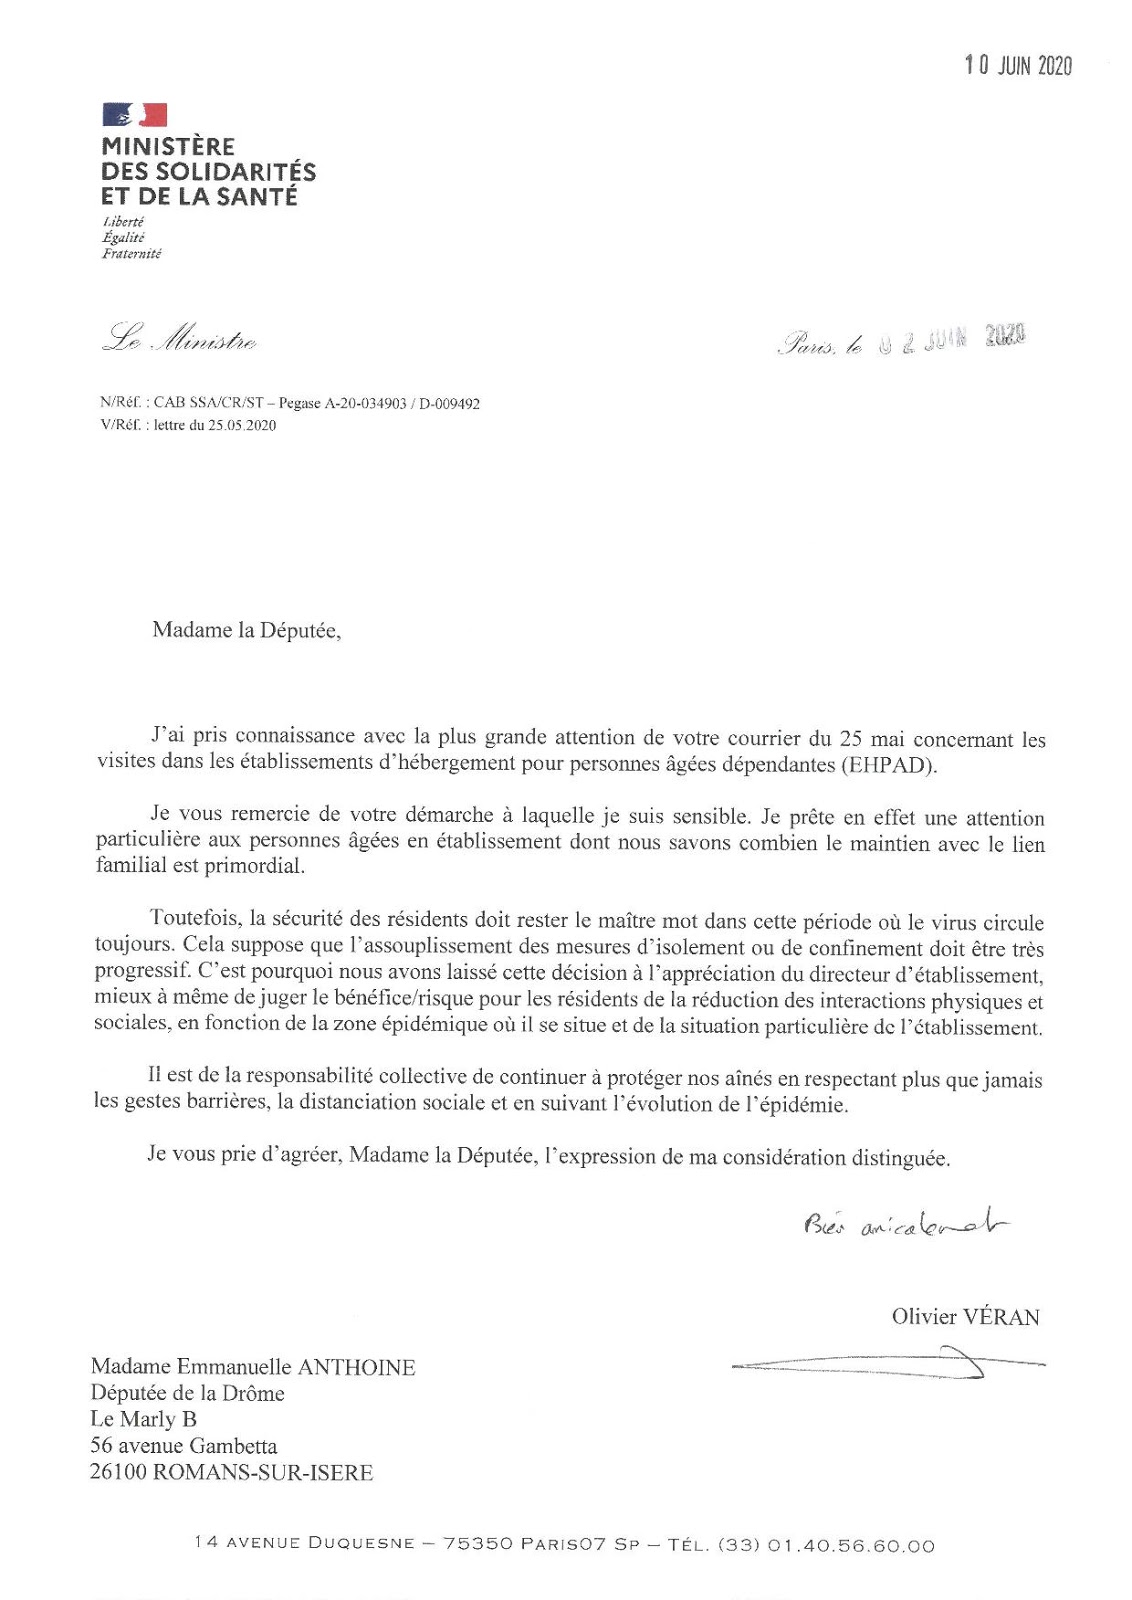 10 JUIN 2020
MINISTÈRE
DES SOLIDARITÉS
ET DE LA SANTÉ
Liberté
Égalité
Fraternité
Le Ministre
Paris, le 02 JUIN 2020
N/Réf. : CAB SSA/CR/ST – Pegase A-20-034903 / D-009492
V/Réf. : lettre du 25.05.2020
Madame la Députée,
J’ai pris connaissance avec la plus grande attention de votre courrier du 25 mai concernant les
visites dans les établissements d’hébergement pour personnes âgées dépendantes (EHPAD).
Je vous remercie de votre démarche à laquelle je suis sensible. Je prête en effet une attention
particulière aux personnes âgées en établissement dont nous savons combien le maintien avec le lien
familial est primordial.
Toutefois, la sécurité des résidents doit rester le maître mot dans cette période où le virus circule
toujours. Cela suppose que l’assouplissement des mesures d’isolement ou de confinement doit être très
progressif. C’est pourquoi nous avons laissé cette décision à l’appréciation du directeur d’établissement,
mieux à même de juger le bénéfice/risque pour les résidents de la réduction des interactions physiques et
sociales, en fonction de la zone épidémique où il se situe et de la situation particulière de l’établissement.
Il est de la responsabilité collective de continuer à protéger nos aînés en respectant plus que jamais
les gestes barrières, la distanciation sociale et en suivant l’évolution de l’épidémie.
Je vous prie d’agréer, Madame la Députée, l’expression de ma considération distinguée.
Bien amicalement
Olivier VÉRAN
Madame Emmanuelle ANTHOINE
Députée de la Drôme
Le Marly B
56 avenue Gambetta
26100 ROMANS-SUR-ISERE
14 AVENUE DUQUESNE – 75350 PARIS07 SP – TÉL. (33) 01.40.56.60.00